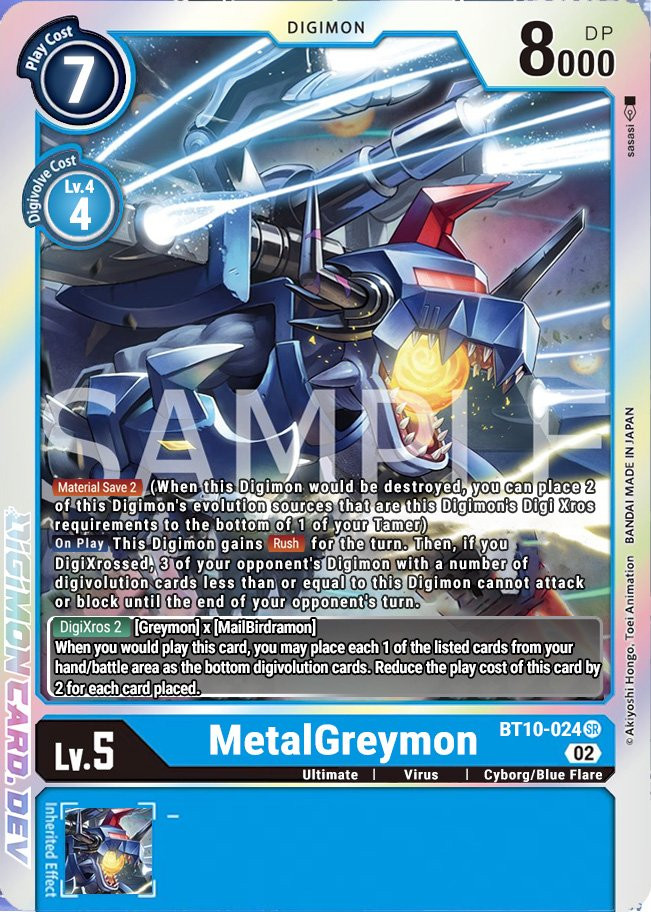 DIGIMON
Play Cost
7
DP
8000
Digivolve Cost
Lv.4
4
sasasi
SAMPLE
Material Save 2 (When this Digimon would be destroyed, you can place 2
of this Digimon's evolution sources that are this Digimon's Digi Xros
requirements to the bottom of 1 of your Tamer)
On Play This Digimon gains Rush for the turn. Then, if you
DigiXrossed, 3 of your opponent's Digimon with a number of
digivolution cards less than or equal to this Digimon cannot attack
or block until the end of your opponent's turn.
DigiXros 2 [Greymon] x [MailBirdramon]
When you would play this card, you may place each 1 of the listed cards from your
hand/battle area as the bottom digivolution cards. Reduce the play cost of this card by
2 for each card placed.
© Akiyoshi Hongo, Toei Animation BANDAI MADE IN JAPAN
DIGIMONCARD.DEV
Lv.5
MetalGreymon
BT10-024 SR
02
Ultimate | Virus | Cyborg/Blue Flare
Inherited Effect
-